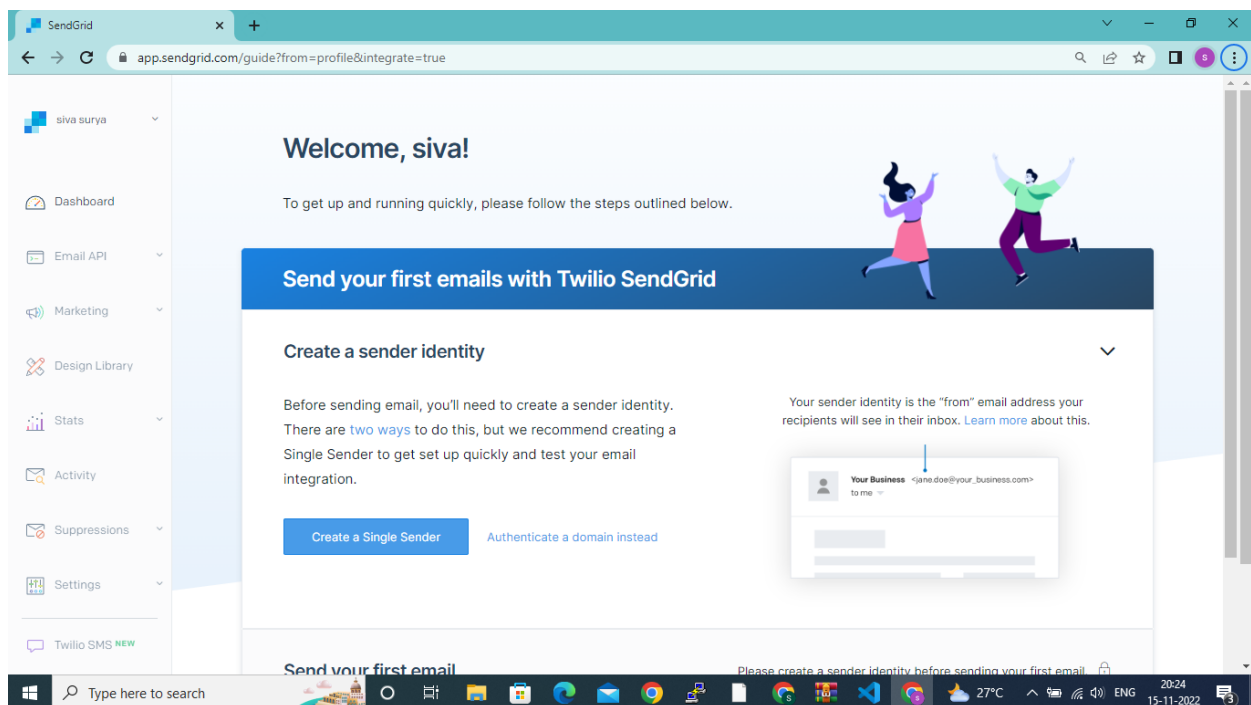 SendGrid
app.sendgrid.com/guide?from=profile&integrate=true
s
siva surya
Dashboard
Email API
Marketing
Design Library
Stats
Activity
Suppressions
Settings
Twilio SMS NEW
Welcome, siva!
To get up and running quickly, please follow the steps outlined below.
Send your first emails with Twilio SendGrid
Create a sender identity
Before sending email, you'll need to create a sender identity.
There are two ways to do this, but we recommend creating a
Single Sender to get set up quickly and test your email
integration.
Create a Single Sender
Authenticate a domain instead
Your sender identity is the "from" email address your
recipients will see in their inbox. Learn more about this.
Your Business <jane.doe@your_business.com>
to me
Send your first email
Please create a sender identity before sending your first email.
Type here to search
27°C
ENG
20:24
15-11-2022
3